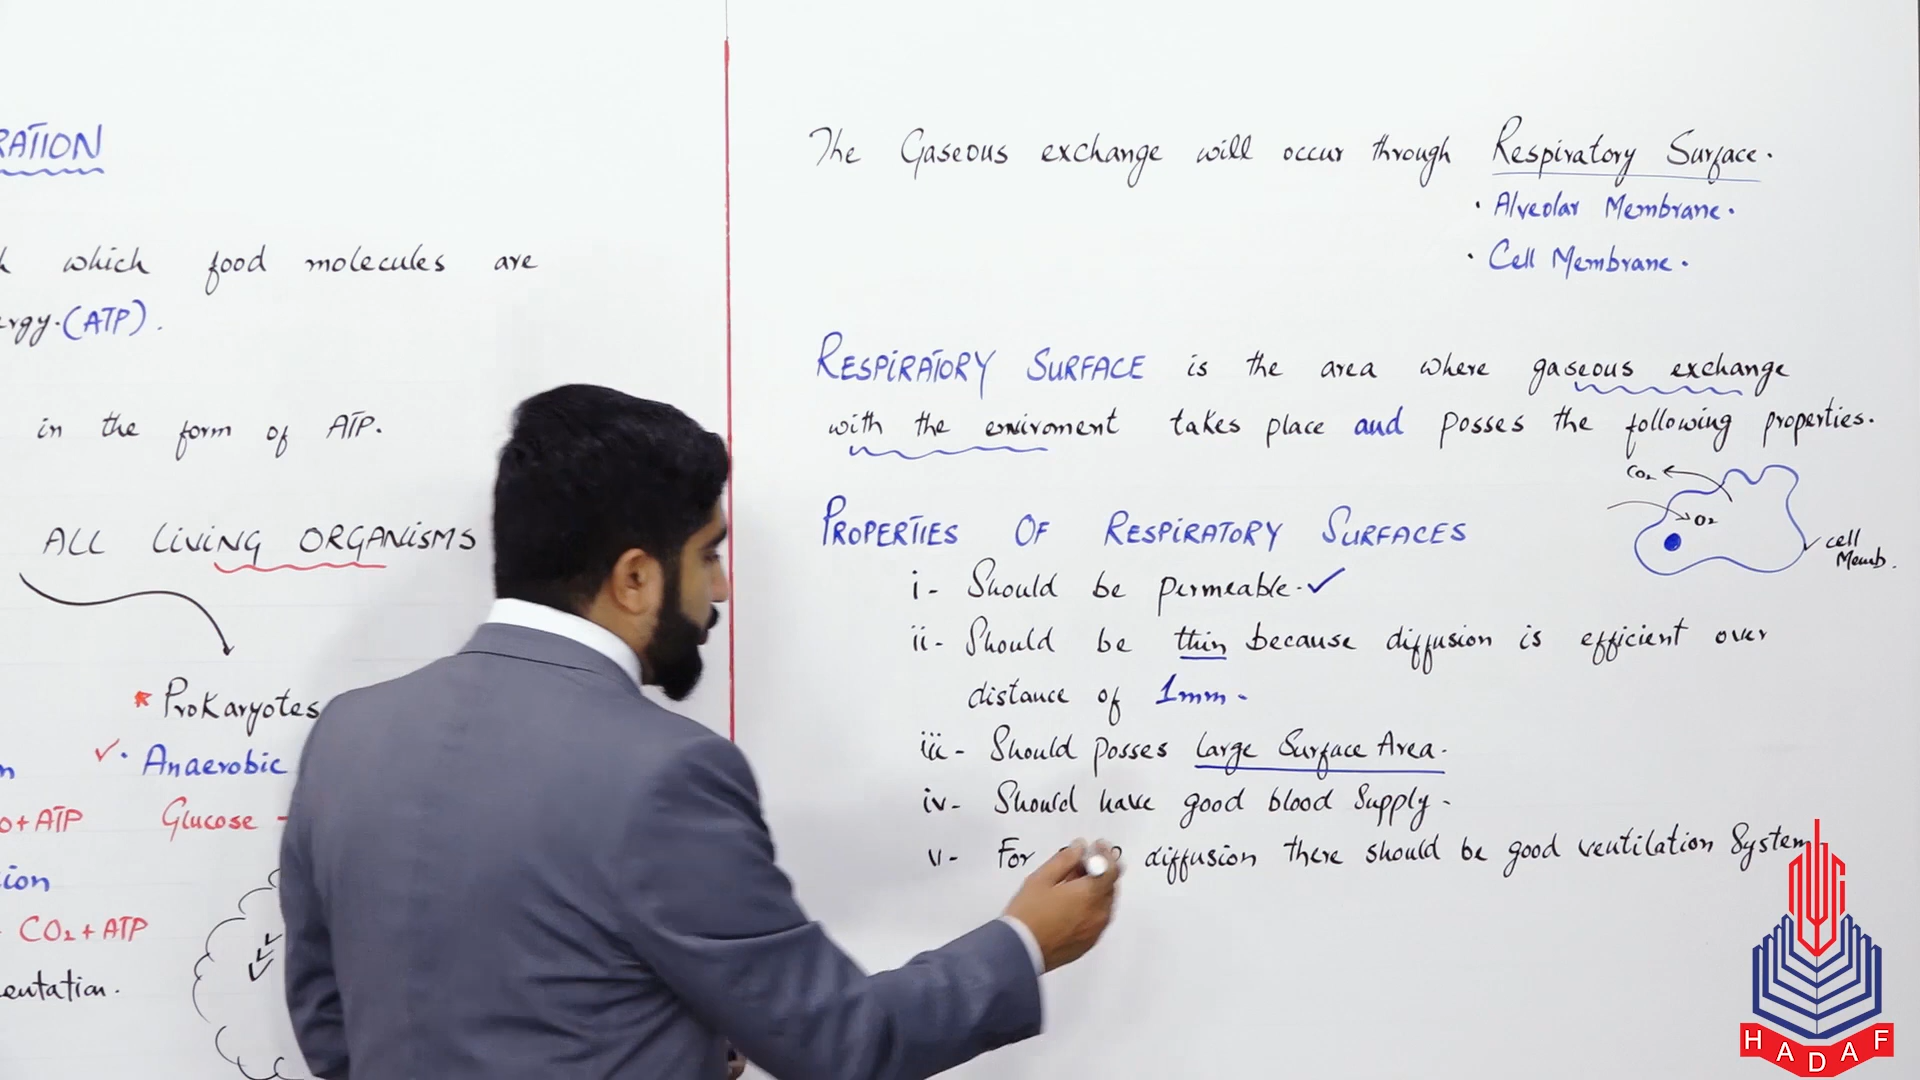 RATION
which food molecules are
ergy. (ATP).
in the form of ATP.
ALL LIVING ORGANISMS
* Prokaryotes
✓ • Anaerobic
n
o + ATP Glucose -
ion
CO₂ + ATP
entation.
The Gaseous exchange will occur through Respiratory Surface.
• Alveolar Membrane.
• Cell Membrane.
RESPIRATORY SURFACE is the area where gaseous exchange
with the enviroment takes place and posses the following properties.
CO₂
O₂
cell
Memb.
PROPERTIES OF RESPIRATORY SURFACES
i- Should be permeable. ✓
ii- Should be thin because diffusion is efficient over
distance of 1mm.
iii- Should posses large Surface Area.
iv- Should have good blood Supply.
v- For diffusion there should be good ventilation System.
HADAF